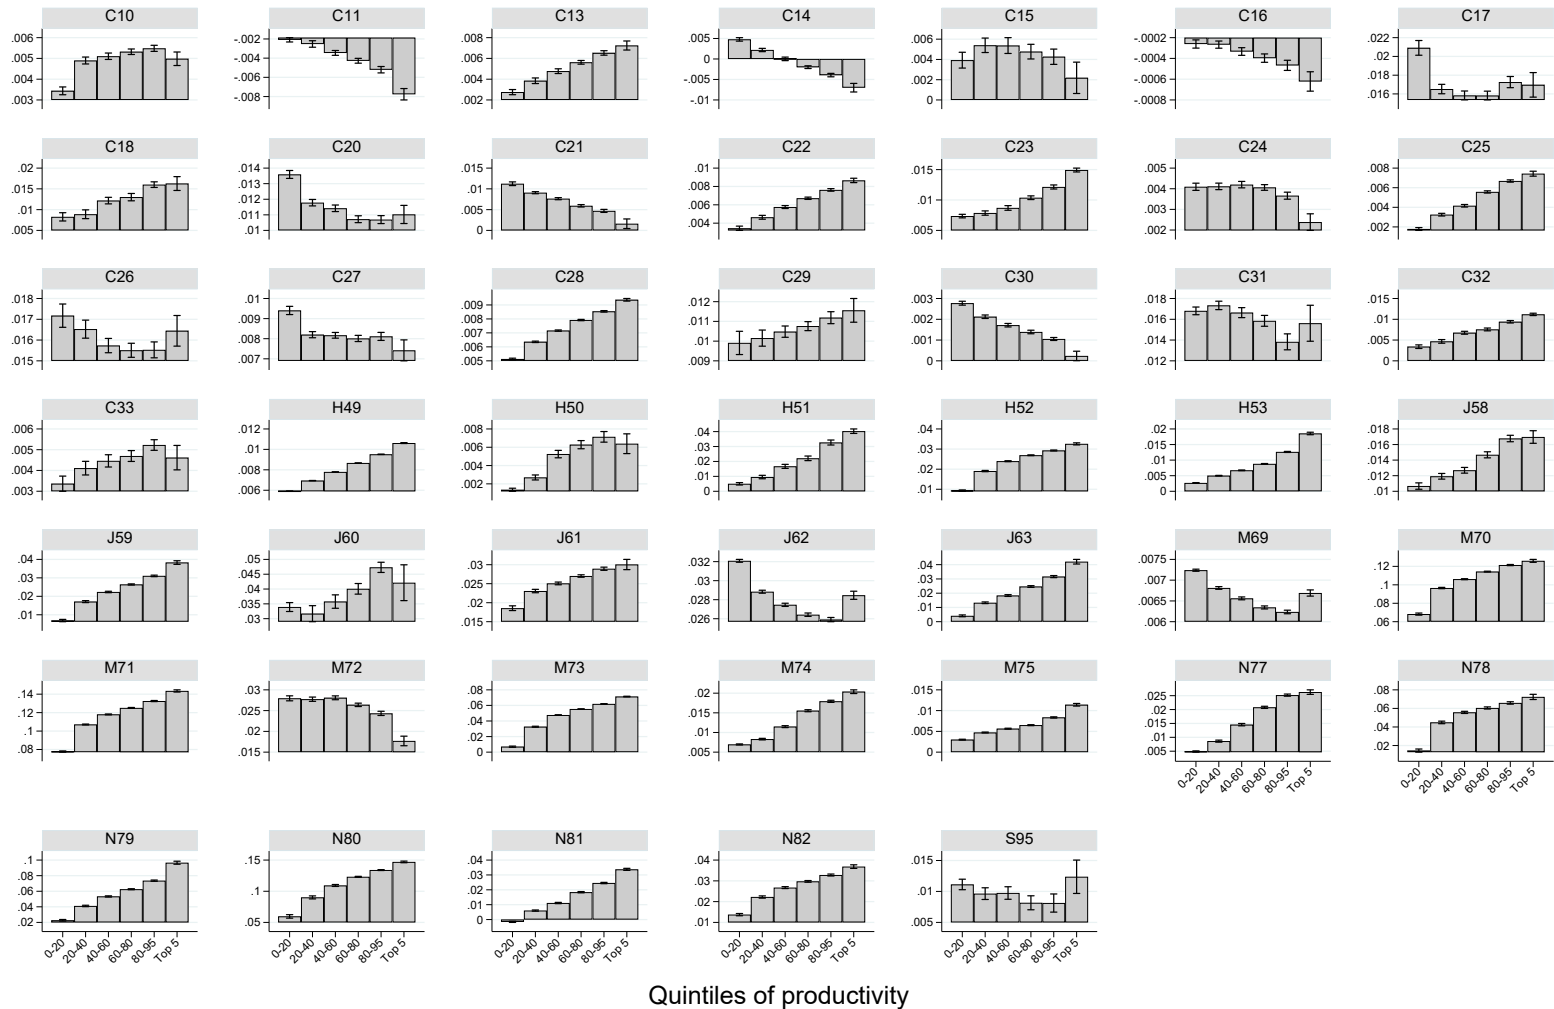 C10 C11 C13 C14 C15 C16 C17
.006 -.002 .008 .005 .006 -.0002 .022
.005 -.004 .006 0 .004 -.0004 .02
.004 -.006 .004 -.005 .002 -.0006 .018
.003 -.008 .002 -.01 0 -.0008 .016
C18 C20 C21 C22 C23 C24 C25
.02 .014 .015 .01 .015 .005 .008
.015 .013 .01 .008 .01 .004 .006
.01 .012 .005 .006 .005 .003 .004
.005 .011 0 .004 .002 .002
.01
C26 C27 C28 C29 C30 C31 C32
.018 .01 .009 .012 .003 .018 .015
.017 .009 .008 .011 .002 .016 .01
.016 .008 .007 .01 .001 .014 .005
.015 .007 .006 .009 0 .012 0
.005
C33 H49 H50 H51 H52 H53 J58
.006 .012 .008 .04 .04 .02 .018
.005 .01 .006 .03 .03 .015 .016
.004 .008 .004 .02 .02 .01 .014
.003 .006 .002 .01 .01 .005 .012
0 0 .01
J59 J60 J61 J62 J63 M69 M70
.04 .05 .03 .032 .04 .0075 .12
.03 .045 .025 .03 .03 .007 .1
.02 .04 .02 .028 .02 .0065 .08
.01 .035 .015 .026 .01 .006 .06
.03 0
M71 M72 M73 M74 M75 N77 N78
.14 .03 .08 .02 .015 .025 .08
.12 .025 .06 .015 .01 .02 .06
.1 .02 .04 .01 .005 .015 .04
.08 .015 .02 .005 0 .01 .02
0 .005
0-20 20-40 40-60 60-80 80-95 Top 5 0-20 20-40 40-60 60-80 80-95 Top 5
N79 N80 N81 N82 S95
.1 .15 .04 .04 .015
.08 .1 .03 .03 .01
.06 .05 .02 .02 .005
.04 .01 .01
.02 0
0-20 20-40 40-60 60-80 80-95 Top 5 0-20 20-40 40-60 60-80 80-95 Top 5 0-20 20-40 40-60 60-80 80-95 Top 5 0-20 20-40 40-60 60-80 80-95 Top 5 0-20 20-40 40-60 60-80 80-95 Top 5
Quintiles of productivity